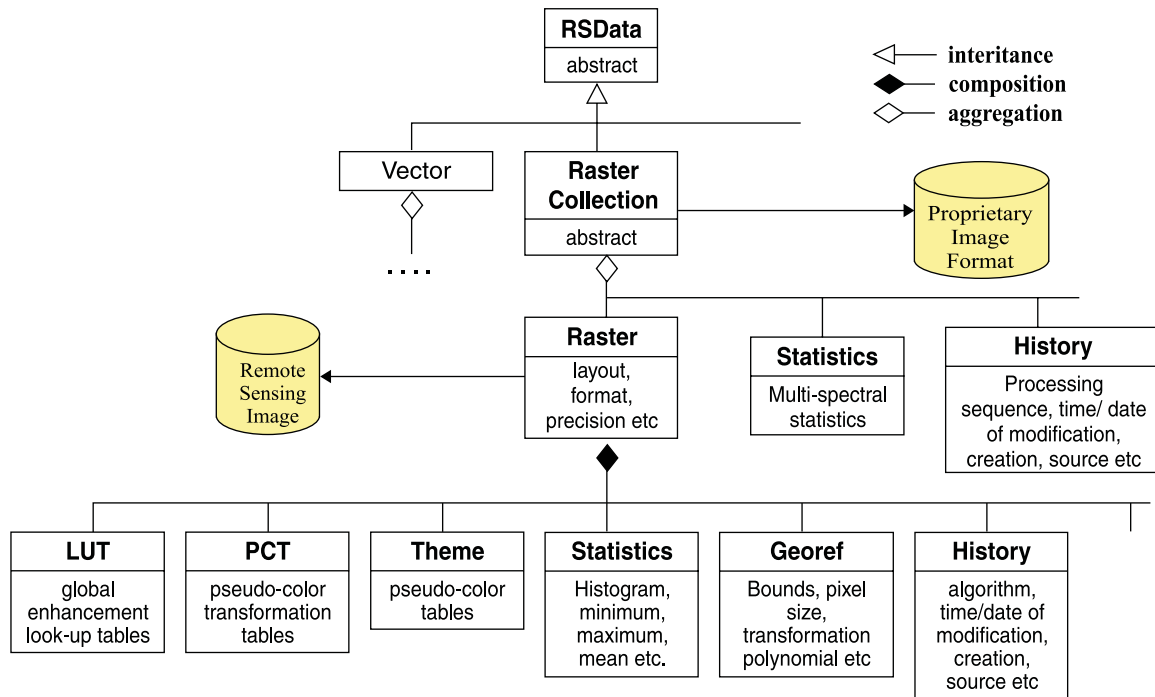 RSData
abstract
interitance
composition
aggregation
Vector
....
Raster
Collection
abstract
Proprietary
Image
Format
Remote
Sensing
Image
Raster
layout,
format,
precision etc
Statistics
Multi-spectral
statistics
History
Processing
sequence, time/ date
of modification,
creation, source etc
LUT
global
enhancement
look-up tables
PCT
pseudo-color
transformation
tables
Theme
pseudo-color
tables
Statistics
Histogram,
minimum,
maximum,
mean etc.
Georef
Bounds, pixel
size,
transformation
polynomial etc
History
algorithm,
time/date of
modification,
creation,
source etc